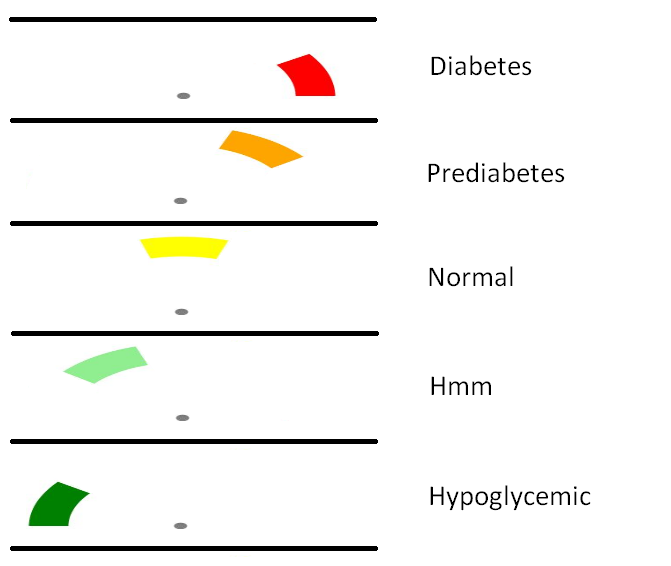 Diabetes
Prediabetes
Normal
Hmm
Hypoglycemic